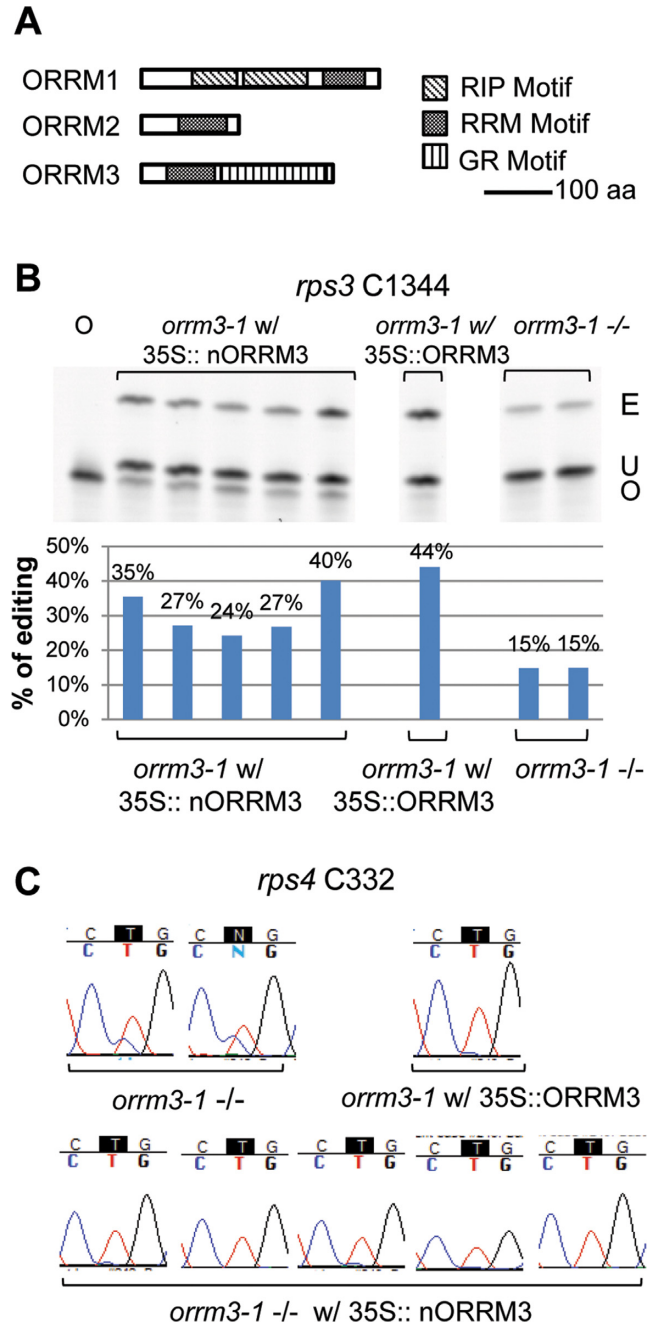 A
ORRM1
ORRM2
ORRM3
RIP Motif
RRM Motif
GR Motif
100 aa
B
rps3 C1344
O
orrm3-1 w/
35S:: nORRM3
orrm3-1 w/
35S::ORRM3
orrm3-1 -/-
E
U
O
% of editing
50%
40%
30%
20%
10%
0%
35%
27%
24%
27%
40%
44%
15%
15%
orrm3-1 w/
35S:: nORRM3
orrm3-1 w/
35S::ORRM3
orrm3-1 -/-
C
rps4 C332
C T G
C T G
C N G
C N G
C T G
C T G
orrm3-1 -/-
orrm3-1 w/ 35S::ORRM3
C T G
C T G
C T G
C T G
C T G
C T G
C T G
C T G
C T G
C T G
orrm3-1 -/- w/ 35S:: nORRM3